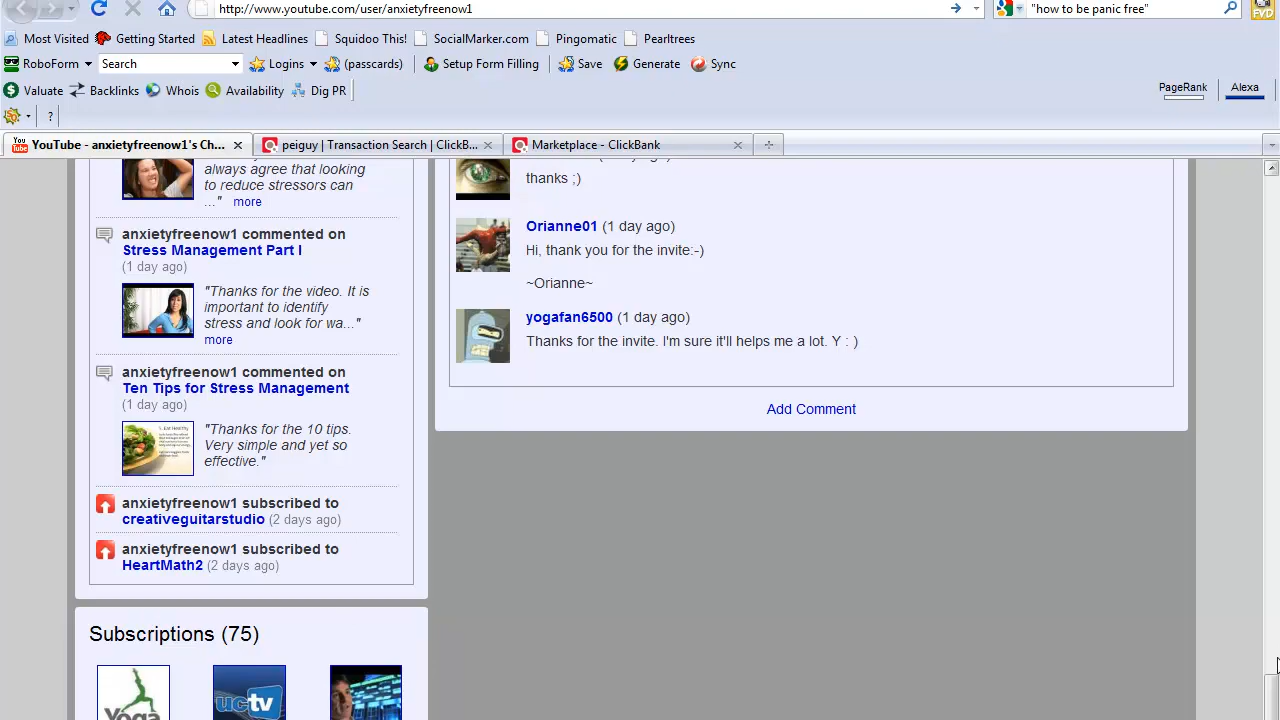 http://www.youtube.com/user/anxietyfreenow1
"how to be panic free"
FVD
Most Visited
Getting Started
Latest Headlines
Squidoo This!
SocialMarker.com
Pingomatic
Pearltrees
RoboForm
Search
Logins
(passcards)
Setup Form Filling
Save
Generate
Sync
Valuate
Backlinks
Whois
Availability
Dig PR
PageRank
Alexa
?
YouTube - anxietyfreenow1's Ch...
peiguy | Transaction Search | ClickB...
Marketplace - ClickBank
always agree that looking
to reduce stressors can
..." more
anxietyfreenow1 commented on
Stress Management Part I
(1 day ago)
"Thanks for the video. It is
important to identify
stress and look for wa..."
more
anxietyfreenow1 commented on
Ten Tips for Stress Management
(1 day ago)
"Thanks for the 10 tips.
Very simple and yet so
effective."
anxietyfreenow1 subscribed to
creativeguitarstudio (2 days ago)
anxietyfreenow1 subscribed to
HeartMath2 (2 days ago)
Subscriptions (75)
Yoga
uctv
thanks ;)
Orianne01 (1 day ago)
Hi, thank you for the invite:-)
~Orianne~
yogafan6500 (1 day ago)
Thanks for the invite. I'm sure it'll helps me a lot. Y : )
Add Comment